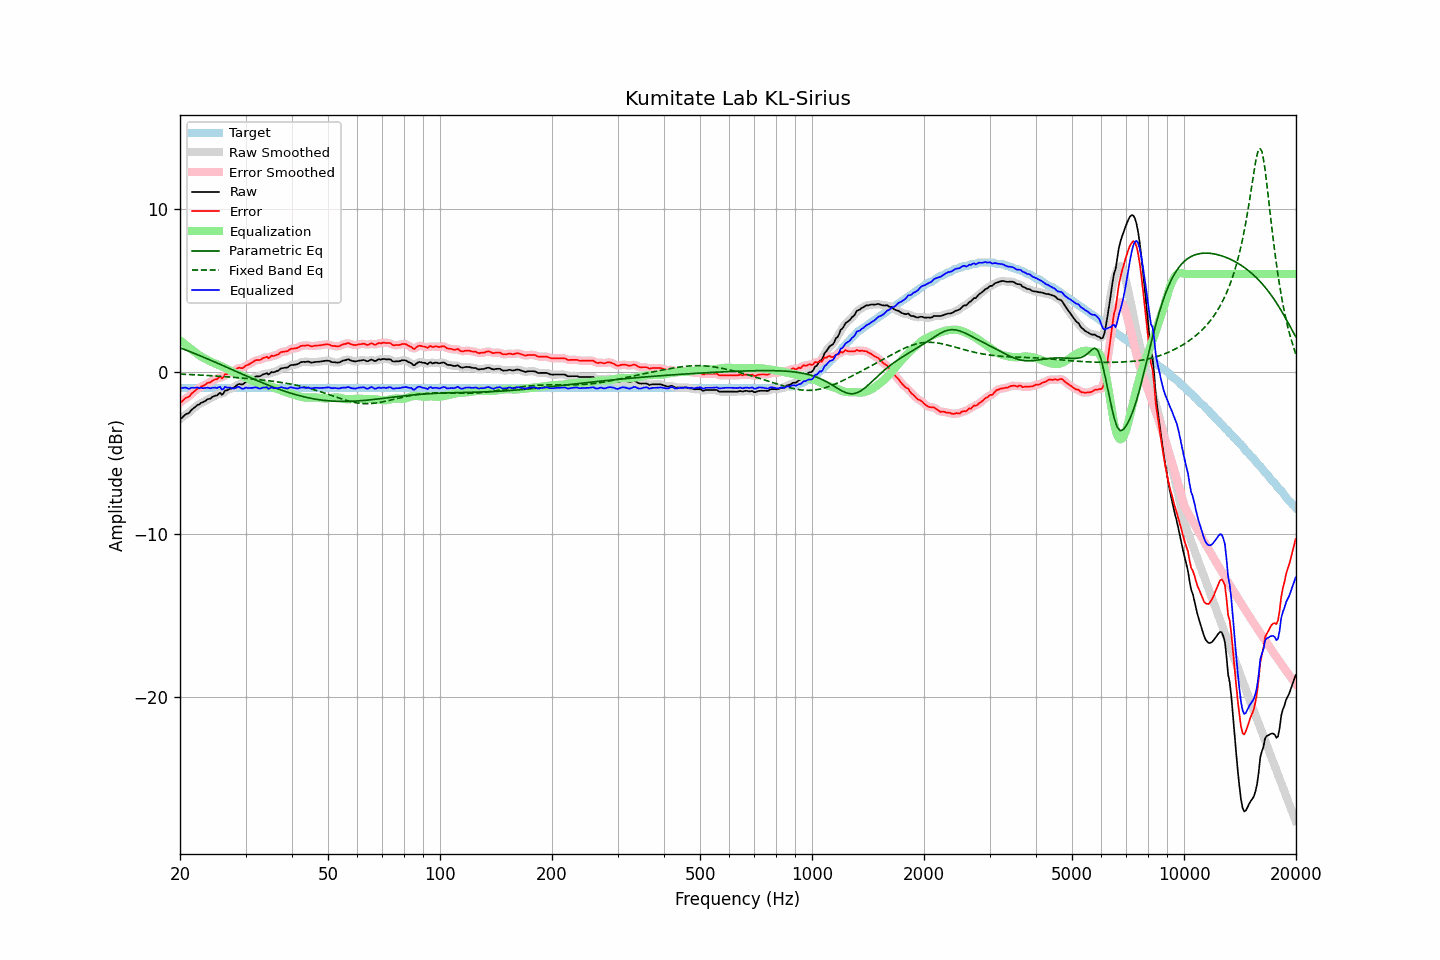 Kumitate Lab KL-Sirius
Target
Raw Smoothed
Error Smoothed
Raw
Error
Equalization
Parametric Eq
Fixed Band Eq
Equalized
Amplitude (dBr)
10
0
−10
−20
20 50 100 200 500 1000 2000 5000 10000 20000
Frequency (Hz)